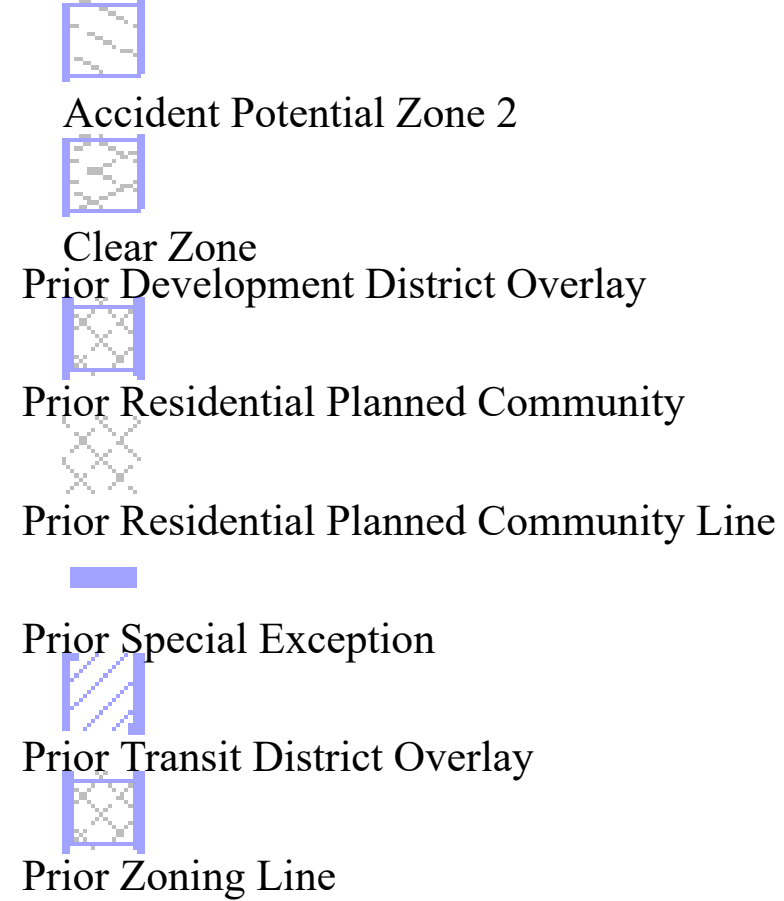 Accident Potential Zone 2
Clear Zone
Prior Development District Overlay
Prior Residential Planned Community
Prior Residential Planned Community Line
Prior Special Exception
Prior Transit District Overlay
Prior Zoning Line